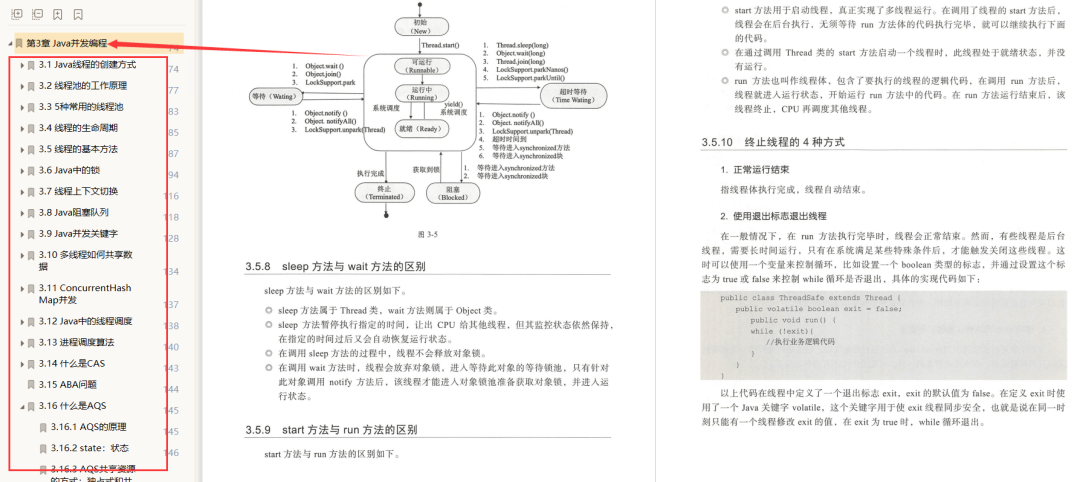 第3章 Java并发编程
3.1 Java线程的创建方式
74
3.2 线程池的工作原理
77
3.3 5种常用的线程池
83
3.4 线程的生命周期
85
3.5 线程的基本方法
87
3.6 Java中的锁
94
3.7 线程上下文切换
116
3.8 Java阻塞队列
118
3.9 Java并发关键字
128
3.10 多线程如何共享数
据
134
3.11 ConcurrentHash
Map并发
137
3.12 Java中的线程调度
138
3.13 进程调度算法
140
3.14 什么是CAS
143
3.15 ABA问题
144
3.16 什么是AQS
145
3.16.1 AQS的原理
145
3.16.2 state：状态
146
3.16.3 AQS共享资源
的方式：独占式和共
初始
（New）
Thread.start()
1. Object.wait ()
2. Object.join()
3. LockSupport.park
可运行
（Runnable）
1. Thread.sleep(long)
2. Object.wait(long)
3. Thread.join(long)
4. LockSupport.parkNanos()
5. LockSupport.parkUntil()
等待（Wating）
运行中
（Running）
超时等待
（Time Wating）
系统调度
yield()
系统调度
1. Object.notify ()
2. Object. notifyAll()
3. LockSupport.unpark(Thread)
就绪（Ready）
1. Object.notify ()
2. Object. notifyAll()
3. LockSupport.unpark(Thread)
4. 超时时间到
5. 等待进入synchronized方法
6. 等待进入synchronized块
执行完成
获取到锁
1. 等待进入synchronized方法
2. 等待进入synchronized块
终止
（Terminated）
阻塞
（Blocked）
图 3-5
3.5.8 sleep 方法与 wait 方法的区别
sleep 方法与 wait 方法的区别如下。
◎ sleep 方法属于 Thread 类，wait 方法则属于 Object 类。
◎ sleep 方法暂停执行指定的时间，让出 CPU 给其他线程，但其监控状态依然保持，
在指定的时间过后又会自动恢复运行状态。
◎ 在调用 sleep 方法的过程中，线程不会释放对象锁。
◎ 在调用 wait 方法时，线程会放弃对象锁，进入等待此对象的等待锁池，只有针对
此对象调用 notify 方法后，该线程才能进入对象锁池准备获取对象锁，并进入运
行状态。
3.5.9 start 方法与 run 方法的区别
start 方法与 run 方法的区别如下。
◎ start 方法用于启动线程，真正实现了多线程运行。在调用了线程的 start 方法后，
线程会在后台执行，无须等待 run 方法体的代码执行完毕，就可以继续执行下面
的代码。
◎ 在通过调用 Thread 类的 start 方法启动一个线程时，此线程处于就绪状态，并没
有运行。
◎ run 方法也叫作线程体，包含了要执行的线程的逻辑代码，在调用 run 方法后，
线程就进入运行状态，开始运行 run 方法中的代码。在 run 方法运行结束后，该
线程终止，CPU 再调度其他线程。
3.5.10 终止线程的 4 种方式
1. 正常运行结束
指线程体执行完成，线程自动结束。
2. 使用退出标志退出线程
在一般情况下，在 run 方法执行完毕时，线程会正常结束。然而，有些线程是后台
线程，需要长时间运行，只有在系统满足某些特殊条件后，才能触发关闭这些线程。这
时可以使用一个变量来控制循环，比如设置一个 boolean 类型的标志，并通过设置这个标
志为 true 或 false 来控制 while 循环是否退出，具体的实现代码如下：
public class ThreadSafe extends Thread {
public volatile boolean exit = false;
public void run() {
while (!exit){
//执行业务逻辑代码
}
}
}
以上代码在线程中定义了一个退出标志 exit，exit 的默认值为 false。在定义 exit 时使
用了一个 Java 关键字 volatile，这个关键字用于使 exit 线程同步安全，也就是说在同一时
刻只能有一个线程修改 exit 的值，在 exit 为 true 时，while 循环退出。